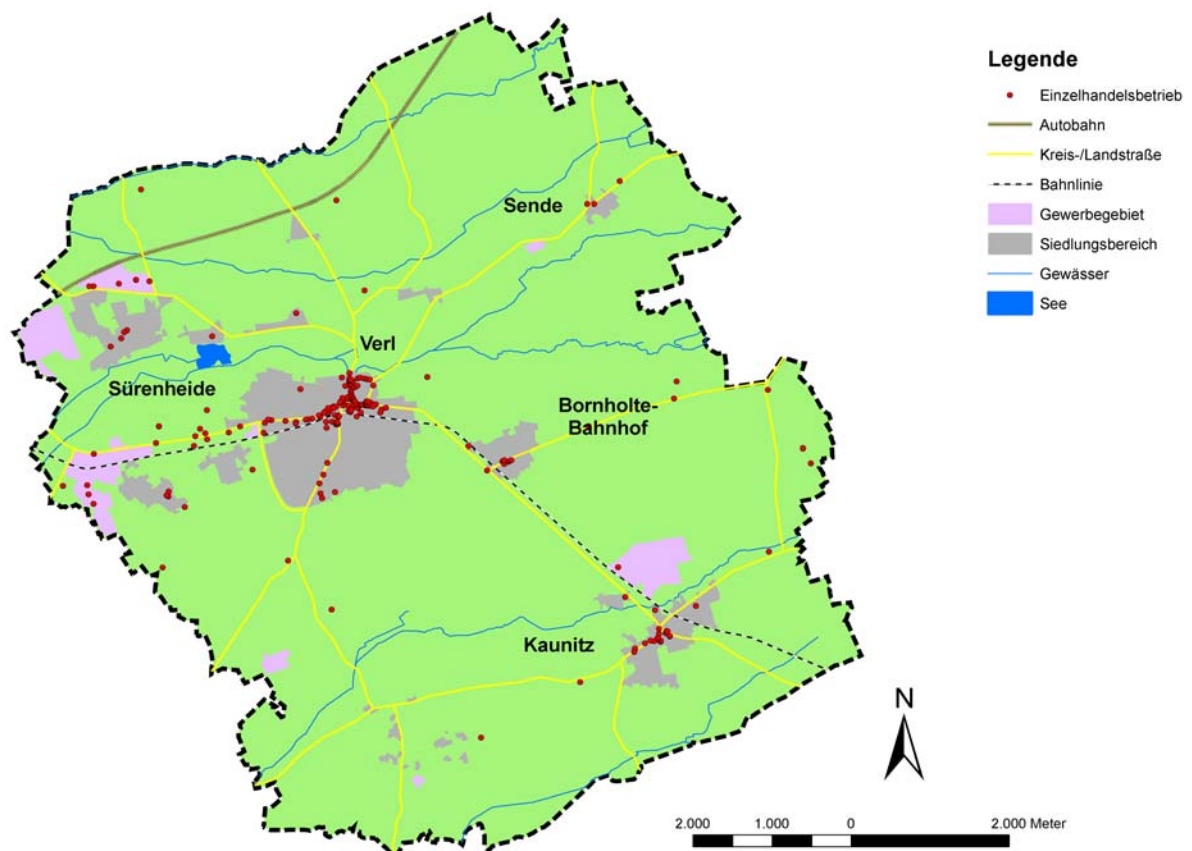 Legende
Einzelhandelsbetrieb
Autobahn
Kreis-/Landstraße
Bahnlinie
Gewerbegebiet
Siedlungsbereich
Gewässer
See
Sende
Verl
Sürenheide
Bornholte-
Bahnhof
Kaunitz
N
2.000 1.000 0 2.000 Meter